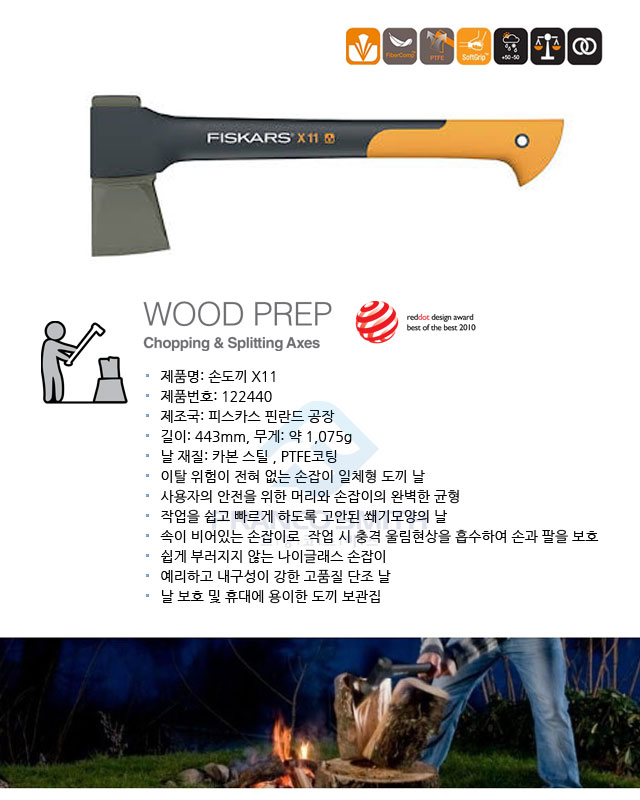 FiberComp™
PTFE
SoftGrip™
+50 -50
FISKARS® X11
WOOD PREP
Chopping & Splitting Axes
reddot design award
best of the best 2010
제품명: 손도끼 X11
제품번호: 122440
제조국: 피스카스 핀란드 공장
길이: 443mm, 무게: 약 1,075g
날 재질: 카본 스틸 , PTFE코팅
이탈 위험이 전혀 없는 손잡이 일체형 도끼 날
사용자의 안전을 위한 머리와 손잡이의 완벽한 균형
작업을 쉽고 빠르게 하도록 고안된 쐐기모양의 날
속이 비어있는 손잡이로  작업 시 충격 울림현상을 흡수하여 손과 팔을 보호
쉽게 부러지지 않는 나이글래스 손잡이
예리하고 내구성이 강한 고품질 단조 날
날 보호 및 휴대에 용이한 도끼 보관집